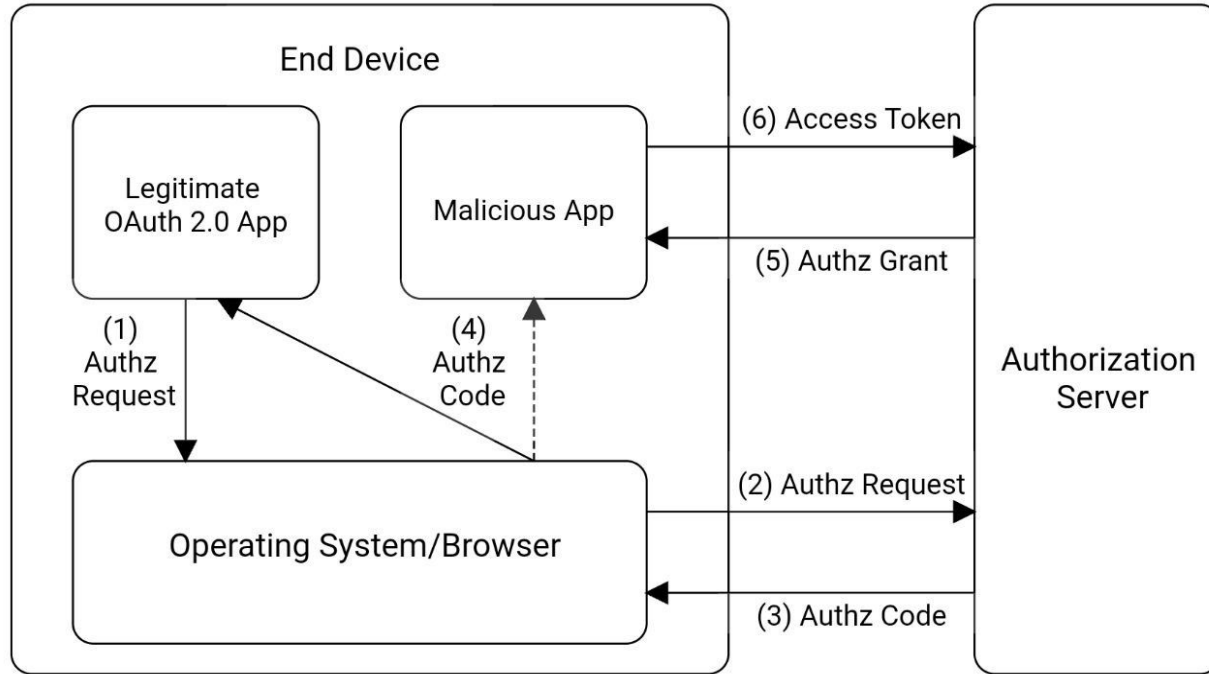 End Device
Legitimate
OAuth 2.0 App
Malicious App
(6) Access Token
(5) Authz Grant
(1)
Authz
Request
(4)
Authz
Code
Authorization
Server
Operating System/Browser
(2) Authz Request
(3) Authz Code